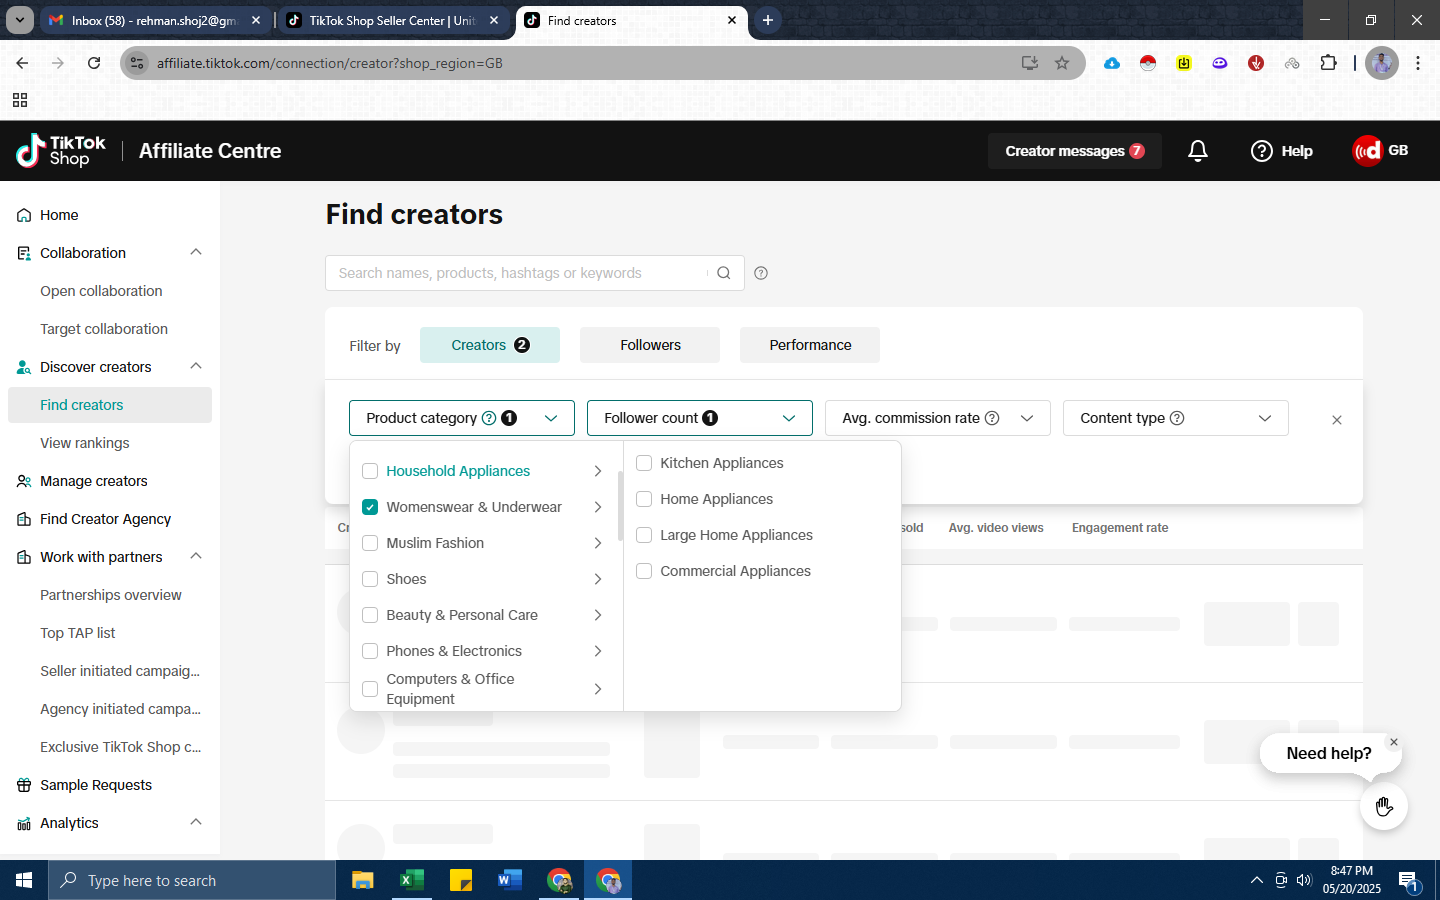 Inbox (58) - rehman.shoj2@gm
TikTok Shop Seller Center | Unit
Find creators
affiliate.tiktok.com/connection/creator?shop_region=GB
TikTok Shop
Affiliate Centre
Creator messages 7
Help
GB
Home
Collaboration
Open collaboration
Target collaboration
Discover creators
Find creators
View rankings
Manage creators
Find Creator Agency
Work with partners
Partnerships overview
Top TAP list
Seller initiated campaig...
Agency initiated campa...
Exclusive TikTok Shop c...
Sample Requests
Analytics
Find creators
Search names, products, hashtags or keywords
Filter by
Creators 2
Followers
Performance
Product category 1
Follower count 1
Avg. commission rate
Content type
Household Appliances
Womenswear & Underwear
Muslim Fashion
Shoes
Beauty & Personal Care
Phones & Electronics
Computers & Office
Equipment
Kitchen Appliances
Home Appliances
Large Home Appliances
Commercial Appliances
Cr
sold
Avg. video views
Engagement rate
Need help?
Type here to search
8:47 PM
05/20/2025
1